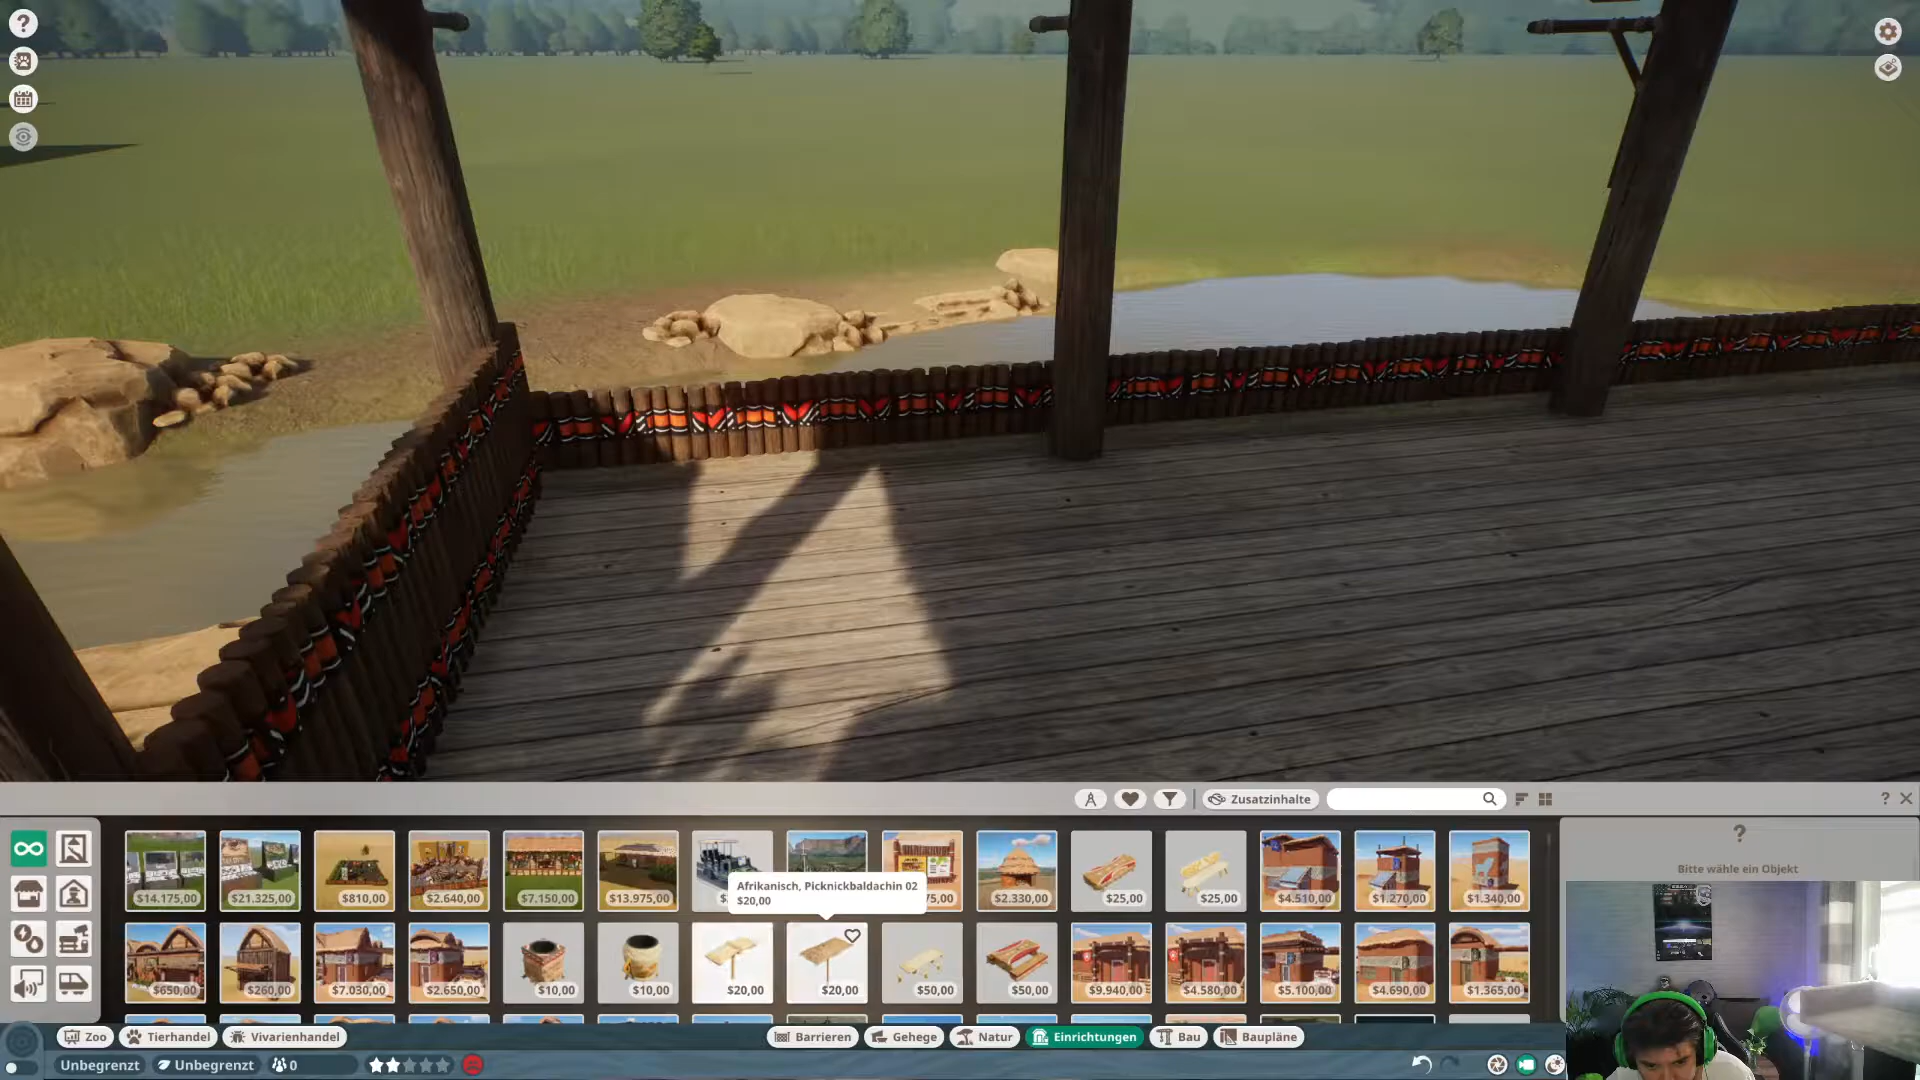 Zusatzinhalte
?
Bitte wähle ein Objekt
$14.175,00
$21.325,00
$810,00
$2.640,00
$7.150,00
$13.975,00
$2.330,00
$25,00
$25,00
$4.510,00
$1.270,00
$1.340,00
Afrikanisch, Picknickbaldachin 02
$20,00
$650,00
$260,00
$7.030,00
$2.650,00
$10,00
$10,00
$20,00
$20,00
$50,00
$50,00
$9.940,00
$4.580,00
$5.100,00
$4.690,00
$1.365,00
Zoo
Tierhandel
Vivarienhandel
Barrieren
Gehege
Natur
Einrichtungen
Bau
Baupläne
Unbegrenzt
Unbegrenzt
0